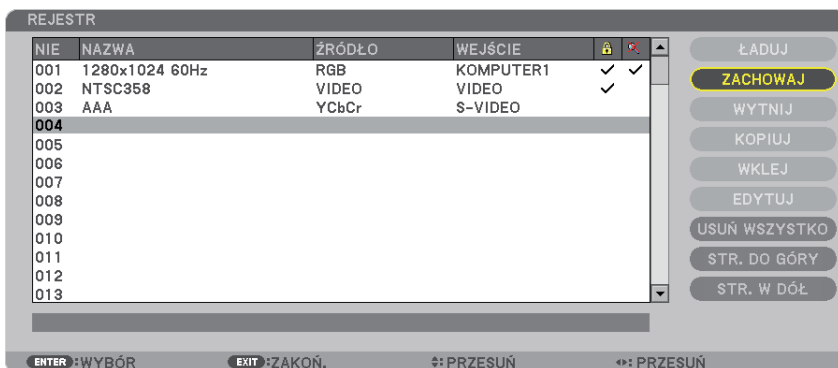 REJESTR
NIE NAZWA ŹRÓDŁO WEJŚCIE
001 1280x1024 60Hz RGB KOMPUTER1 ✓ ✓
002 NTSC358 VIDEO VIDEO ✓
003 AAA YCbCr S-VIDEO
004
005
006
007
008
009
010
011
012
013
ŁADUJ
ZACHOWAJ
WYTNIJ
KOPIUJ
WKLEJ
EDYTUJ
USUŃ WSZYSTKO
STR. DO GÓRY
STR. W DÓŁ
ENTER :WYBÓR EXIT :ZAKOŃ. :PRZESUŃ :PRZESUŃ